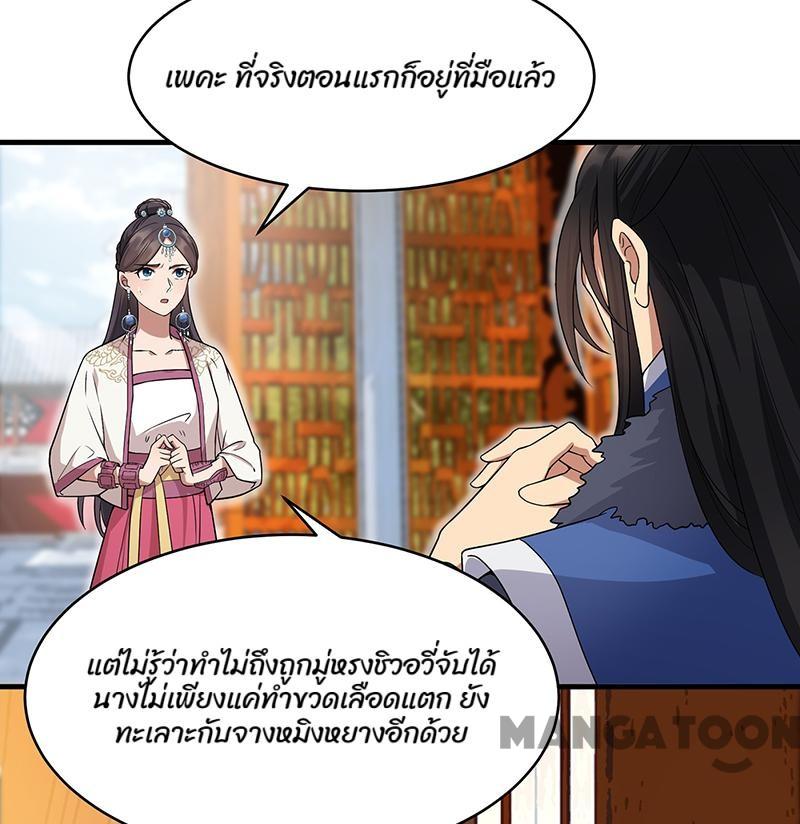 เพคะ ที่จริงตอนแรกก็อยู่ที่มือแล้ว
แต่ไม่รู้ว่าทำไมถึงถูกมู่หรงชิวอวี่จับได้
นางไม่เพียงแค่ทำขวดเลือดแตก ยัง
ทะเลาะกับจางหมิงหยางอีกด้วย
MANGATOON